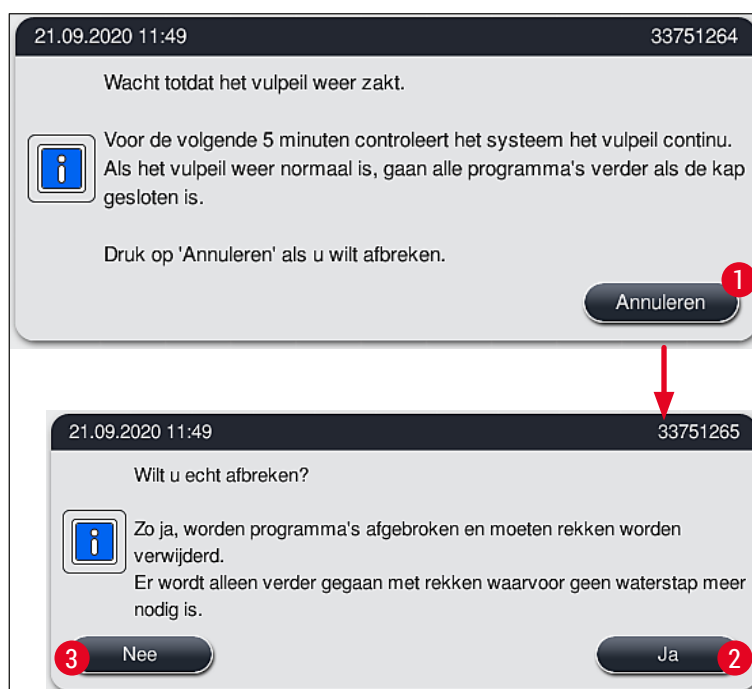 21.09.2020 11:49 33751264
Wacht totdat het vulpeil weer zakt.
Voor de volgende 5 minuten controleert het systeem het vulpeil continu.
Als het vulpeil weer normaal is, gaan alle programma's verder als de kap
gesloten is.
Druk op 'Annuleren' als u wilt afbreken.
1
Annuleren
21.09.2020 11:49 33751265
Wilt u echt afbreken?
Zo ja, worden programma's afgebroken en moeten rekken worden
verwijderd.
Er wordt alleen verder gegaan met rekken waarvoor geen waterstap meer
nodig is.
3 Nee Ja 2